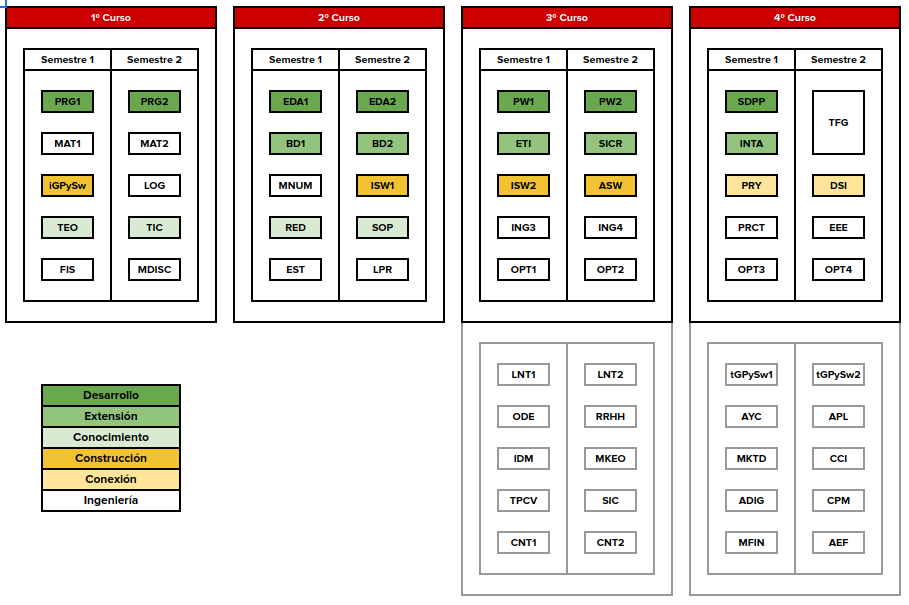 1º Curso
Semestre 1 Semestre 2
PRG1 PRG2
MAT1 MAT2
iGPySw LOG
TEO TIC
FIS MDISC
2º Curso
Semestre 1 Semestre 2
EDA1 EDA2
BD1 BD2
MNUM ISW1
RED SOP
EST LPR
3º Curso
Semestre 1 Semestre 2
PW1 PW2
ETI SICR
ISW2 ASW
ING3 ING4
OPT1 OPT2
4º Curso
Semestre 1 Semestre 2
SDPP TFG
INTA
PRY DSI
PRCT EEE
OPT3 OPT4
Desarrollo
Extensión
Conocimiento
Construcción
Conexión
Ingeniería
LNT1 LNT2
ODE RRHH
IDM MKEO
TPCV SIC
CNT1 CNT2
tGPySw1 tGPySw2
AYC APL
MKTD CCI
ADIG CPM
MFIN AEF